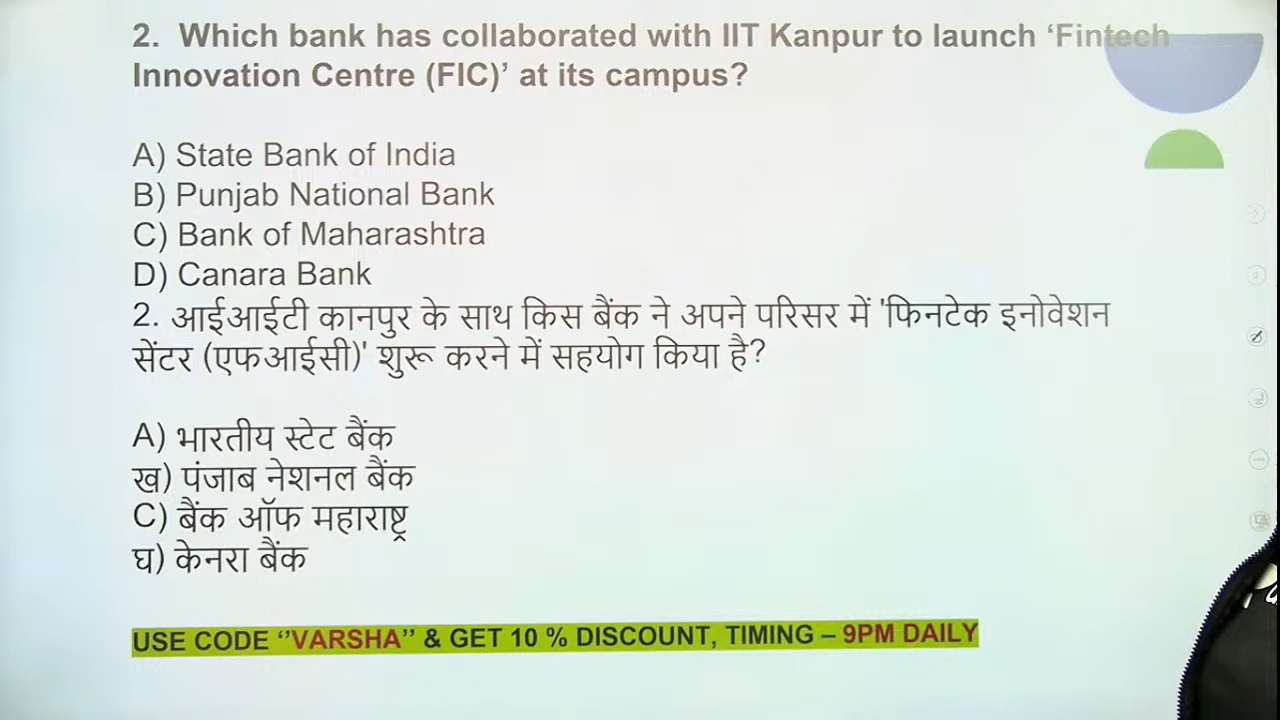 2. Which bank has collaborated with IIT Kanpur to launch ‘Fintech
Innovation Centre (FIC)’ at its campus?
A) State Bank of India
B) Punjab National Bank
C) Bank of Maharashtra
D) Canara Bank
2. आईआईटी कानपुर के साथ किस बैंक ने अपने परिसर में 'फिनटेक इनोवेशन
सेंटर (एफआईसी)' शुरू करने में सहयोग किया है?
A) भारतीय स्टेट बैंक
ख) पंजाब नेशनल बैंक
C) बैंक ऑफ महाराष्ट्र
घ) केनरा बैंक
USE CODE ‘’VARSHA’’ & GET 10 % DISCOUNT, TIMING – 9PM DAILY